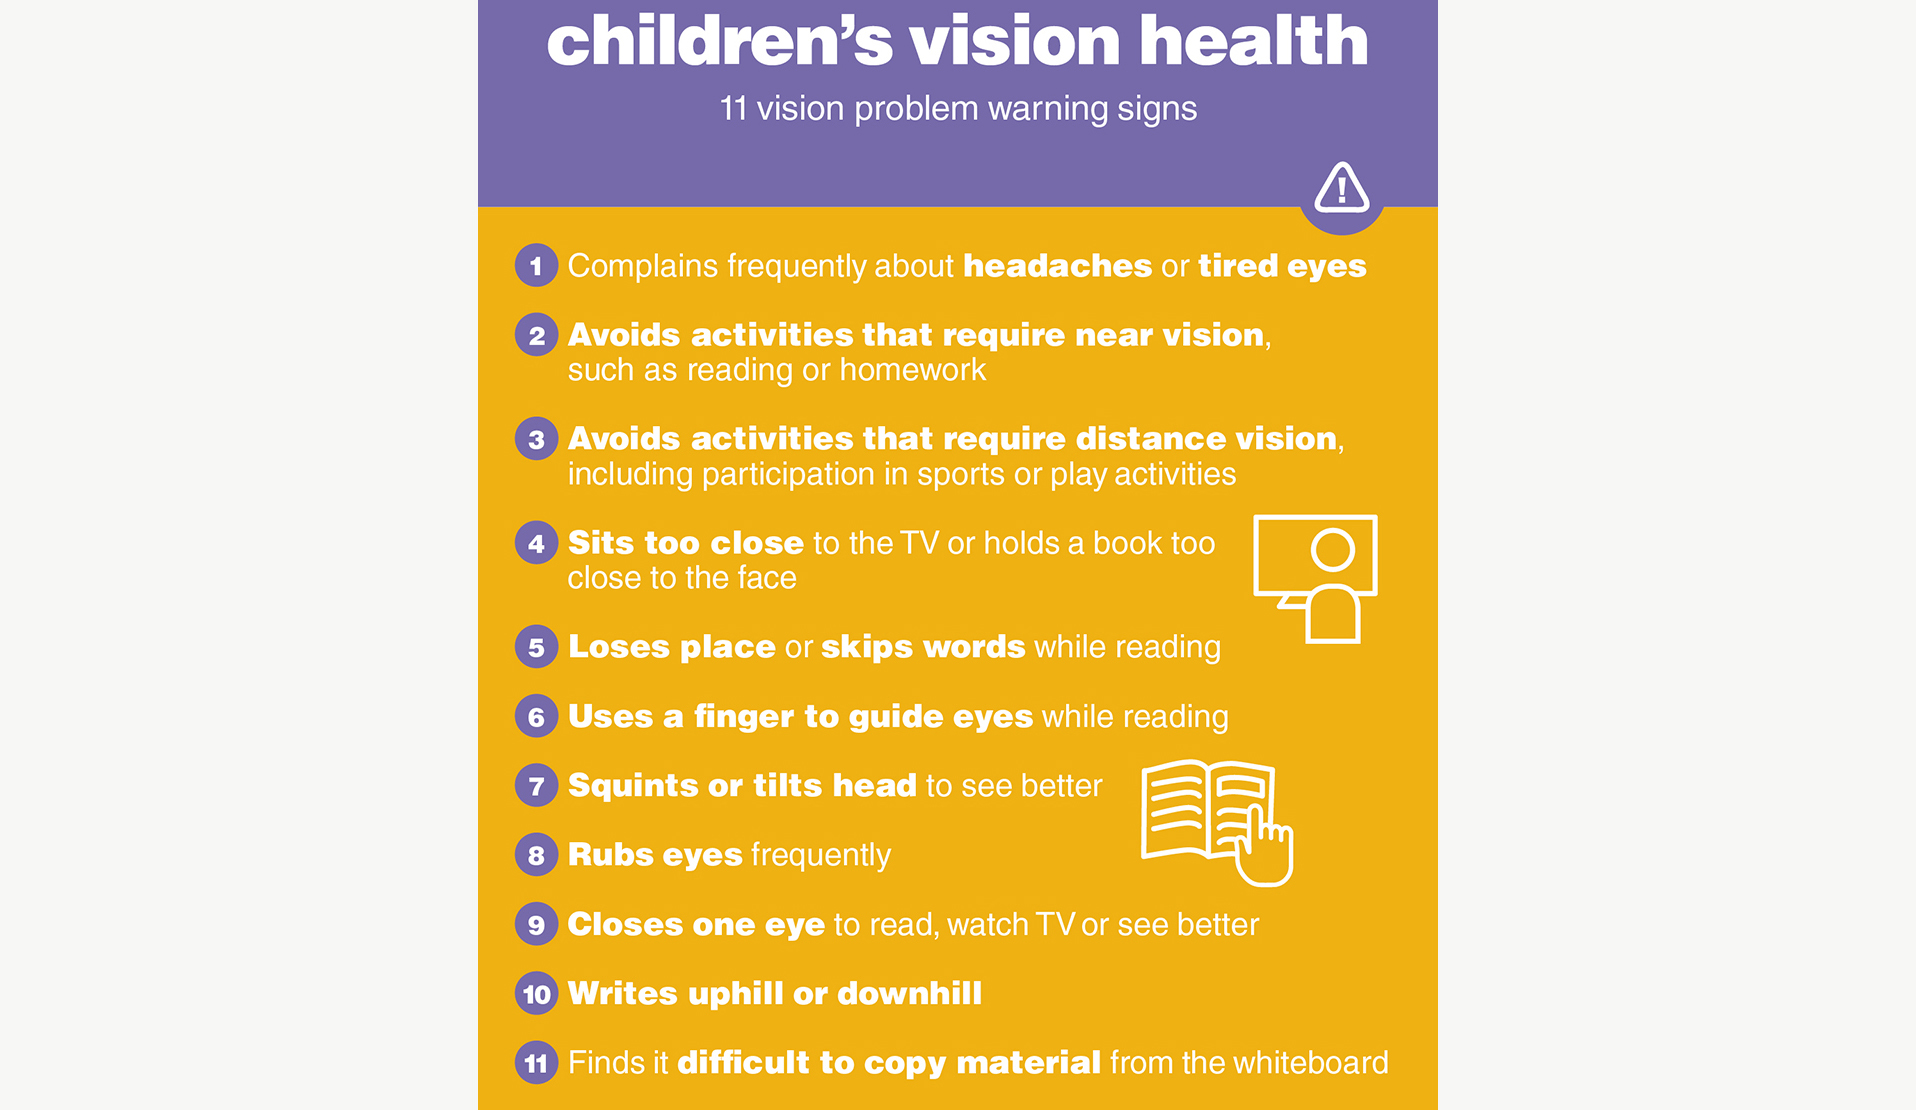 children’s vision health
11 vision problem warning signs
!
1 Complains frequently about headaches or tired eyes
2 Avoids activities that require near vision,
such as reading or homework
3 Avoids activities that require distance vision,
including participation in sports or play activities
4 Sits too close to the TV or holds a book too
close to the face
5 Loses place or skips words while reading
6 Uses a finger to guide eyes while reading
7 Squints or tilts head to see better
8 Rubs eyes frequently
9 Closes one eye to read, watch TV or see better
10 Writes uphill or downhill
11 Finds it difficult to copy material from the whiteboard